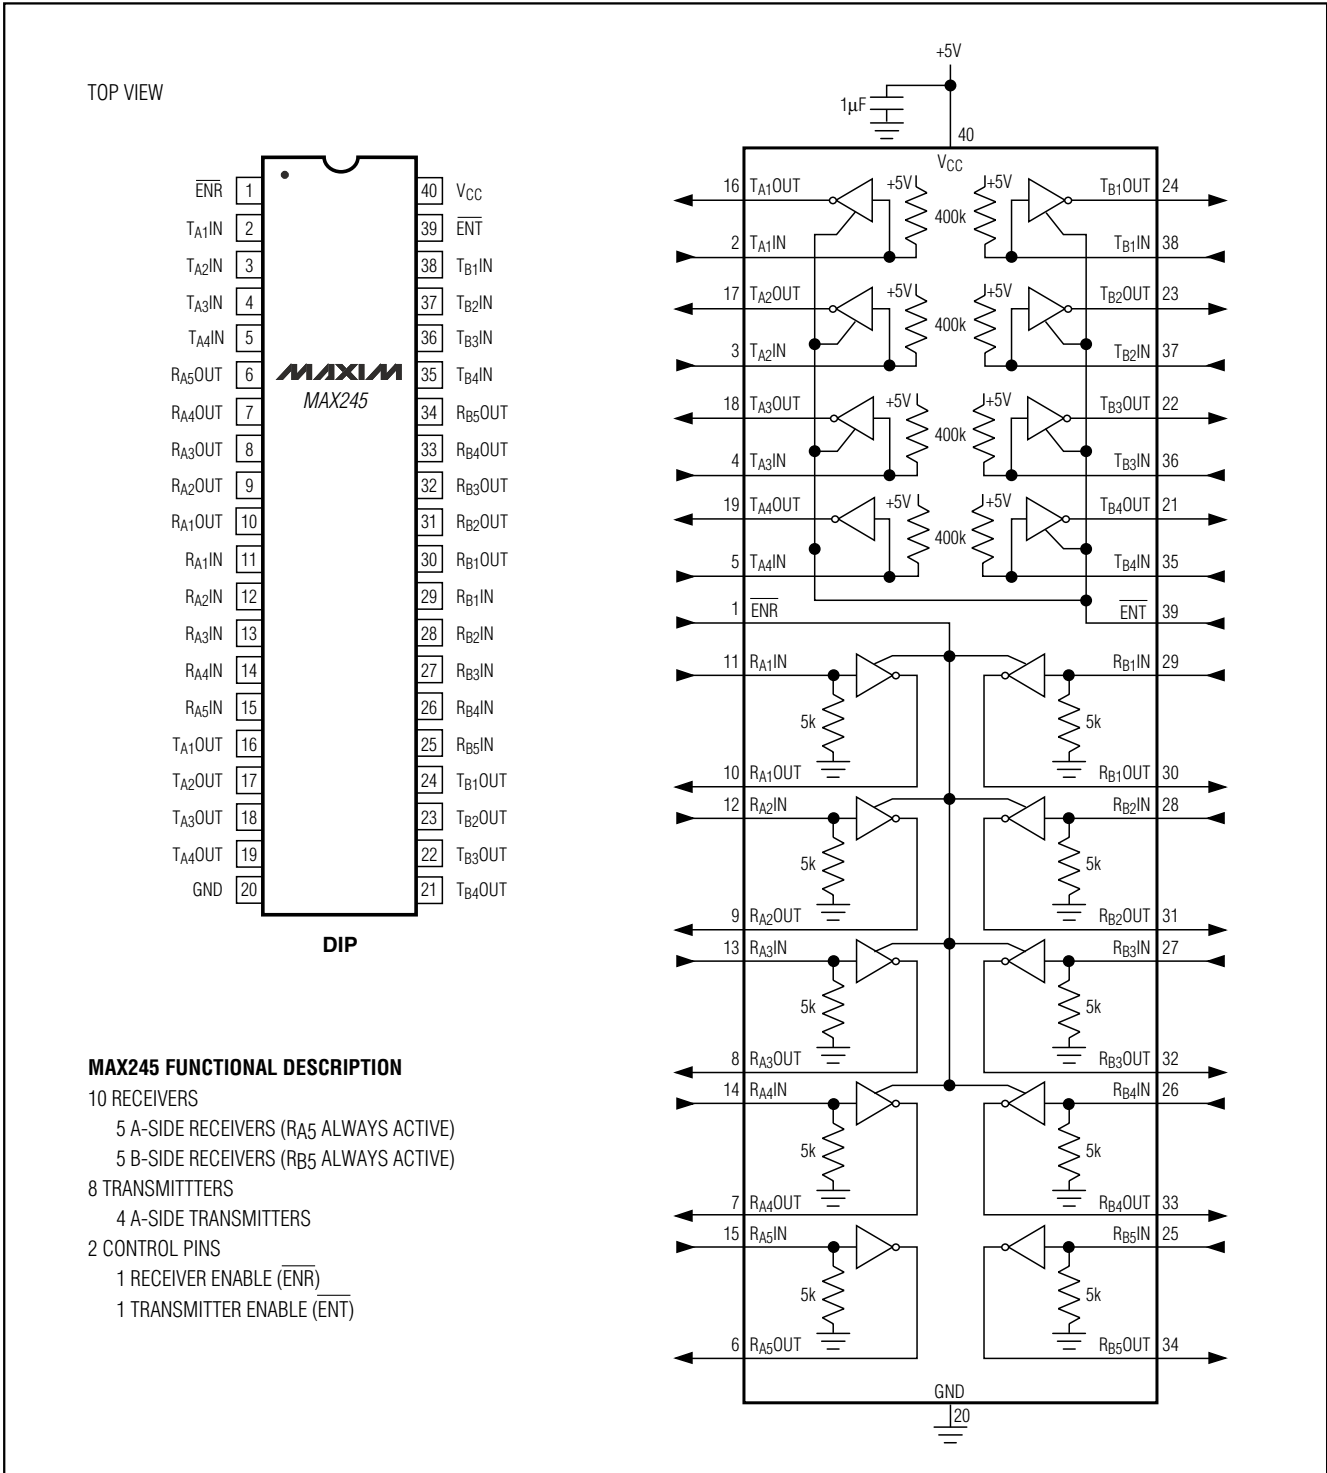 TOP VIEW
ENR 1
TA1IN 2
TA2IN 3
TA3IN 4
TA4IN 5
RA5OUT 6
RA4OUT 7
RA3OUT 8
RA2OUT 9
RA1OUT 10
RA1IN 11
RA2IN 12
RA3IN 13
RA4IN 14
RA5IN 15
TA1OUT 16
TA2OUT 17
TA3OUT 18
TA4OUT 19
GND 20
MAXIM
MAX245
40 VCC
39 ENT
38 TB1IN
37 TB2IN
36 TB3IN
35 TB4IN
34 RB5OUT
33 RB4OUT
32 RB3OUT
31 RB2OUT
30 RB1OUT
29 RB1IN
28 RB2IN
27 RB3IN
26 RB4IN
25 RB5IN
24 TB1OUT
23 TB2OUT
22 TB3OUT
21 TB4OUT
DIP
MAX245 FUNCTIONAL DESCRIPTION
10 RECEIVERS
5 A-SIDE RECEIVERS (RA5 ALWAYS ACTIVE)
5 B-SIDE RECEIVERS (RB5 ALWAYS ACTIVE)
8 TRANSMITTTERS
4 A-SIDE TRANSMITTERS
2 CONTROL PINS
1 RECEIVER ENABLE (ENR)
1 TRANSMITTER ENABLE (ENT)
+5V
1µF
40
VCC
16 TA1OUT +5V +5V TB1OUT 24
400k
2 TA1IN TB1IN 38
17 TA2OUT +5V +5V TB2OUT 23
400k
3 TA2IN TB2IN 37
18 TA3OUT +5V +5V TB3OUT 22
400k
4 TA3IN TB3IN 36
19 TA4OUT +5V +5V TB4OUT 21
400k
5 TA4IN TB4IN 35
1 ENR ENT 39
11 RA1IN RB1IN 29
5k 5k
10 RA1OUT RB1OUT 30
12 RA2IN RB2IN 28
5k 5k
9 RA2OUT RB2OUT 31
13 RA3IN RB3IN 27
5k 5k
8 RA3OUT RB3OUT 32
14 RA4IN RB4IN 26
5k 5k
7 RA4OUT RB4OUT 33
15 RA5IN RB5IN 25
5k 5k
6 RA5OUT RB5OUT 34
GND
20